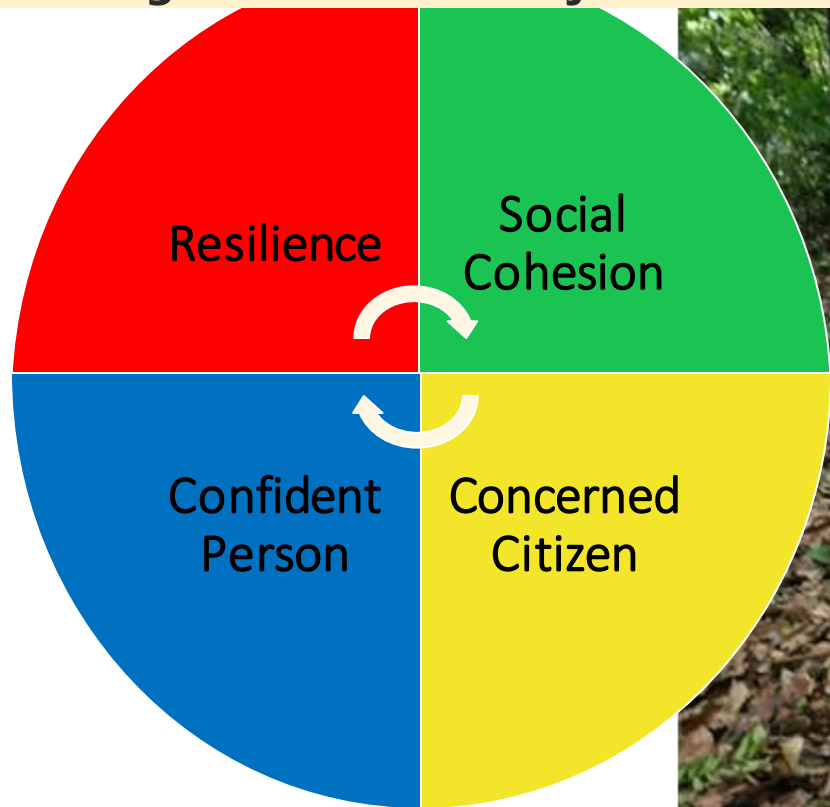 Resilience
Social
Cohesion
Confident
Person
Concerned
Citizen